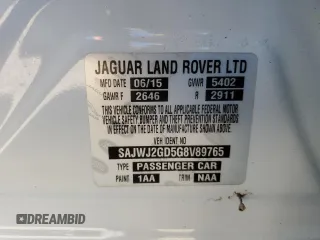 JAGUAR LAND ROVER LTD
MFD DATE 06/15 GVWR 5402
GAWR F 2646 R 2911
THIS VEHICLE CONFORMS TO ALL APPLICABLE FEDERAL MOTOR
VEHICLE SAFETY, BUMPER AND THEFT PREVENTION STANDARDS
IN EFFECT ON THE DATE OF MANUFACTURE SHOWN ABOVE.
VEH IDENT NO
SAJWJ2GD5G8V89765
TYPE PASSENGER CAR
PAINT 1AA TRIM NAA
DREAMBID